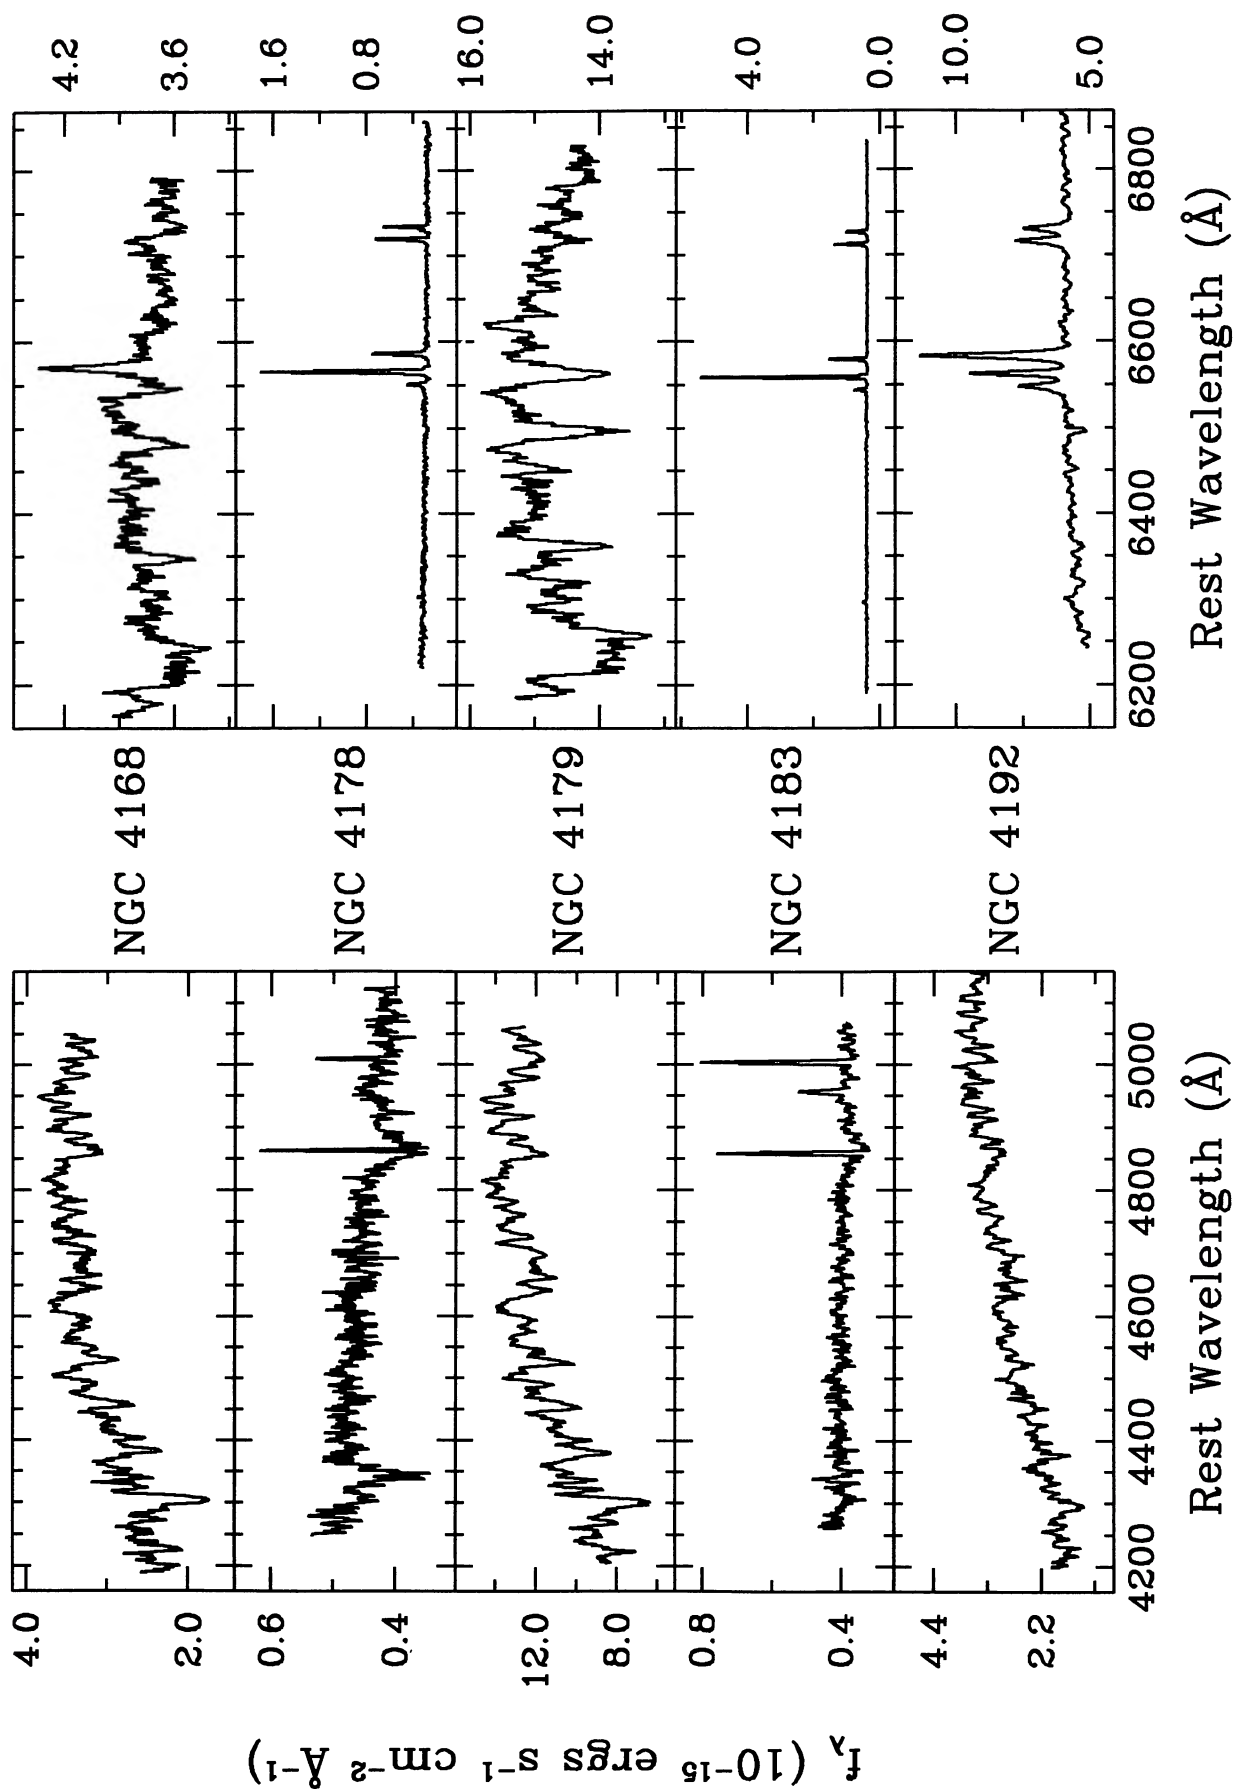 4.0
2.0
4.2
3.6
NGC 4168
0.6
0.4
1.6
0.8
NGC 4178
12.0
8.0
16.0
14.0
NGC 4179
0.8
0.4
4.0
0.0
NGC 4183
4.4
2.2
10.0
5.0
NGC 4192
4200 4400 4600 4800 5000
6200 6400 6600 6800
Rest Wavelength (Å)
Rest Wavelength (Å)
fλ (10⁻¹⁵ ergs s⁻¹ cm⁻² Å⁻¹)